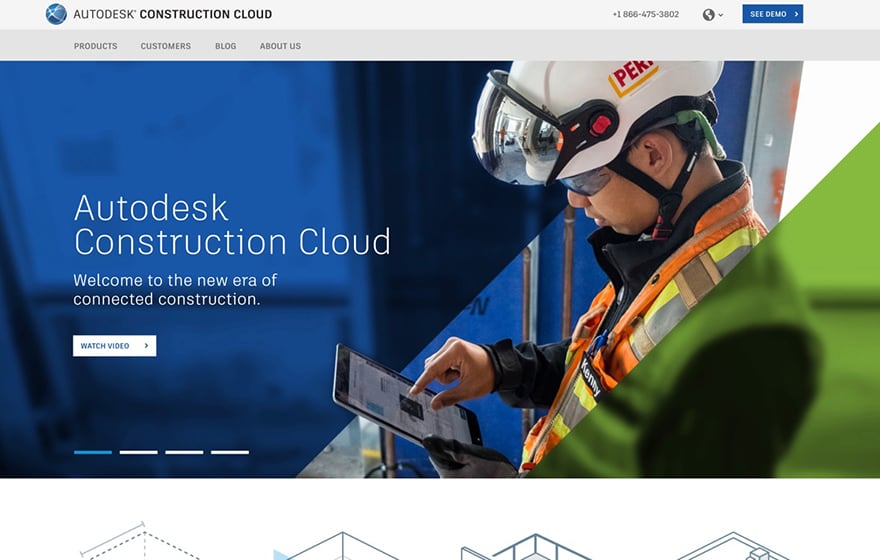 AUTODESK® CONSTRUCTION CLOUD
+1 866-475-3802
SEE DEMO
PRODUCTS
CUSTOMERS
BLOG
ABOUT US
PERI
Autodesk
Construction Cloud
Welcome to the new era of
connected construction.
WATCH VIDEO
Kenny